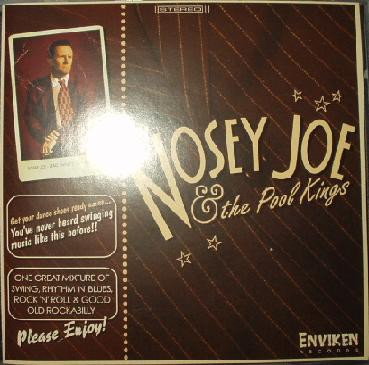 STEREO
NOSEY JOE
& the Pool Kings
Get your dance shoes ready
You've never heard swinging
music like this before!!
ONE GREAT MIXTURE OF
SWING, RHYTHM 'N' BLUES,
ROCK 'N' ROLL & GOOD
OLD ROCKABILLY
Please Enjoy!
ENVIKEN
RECORDS